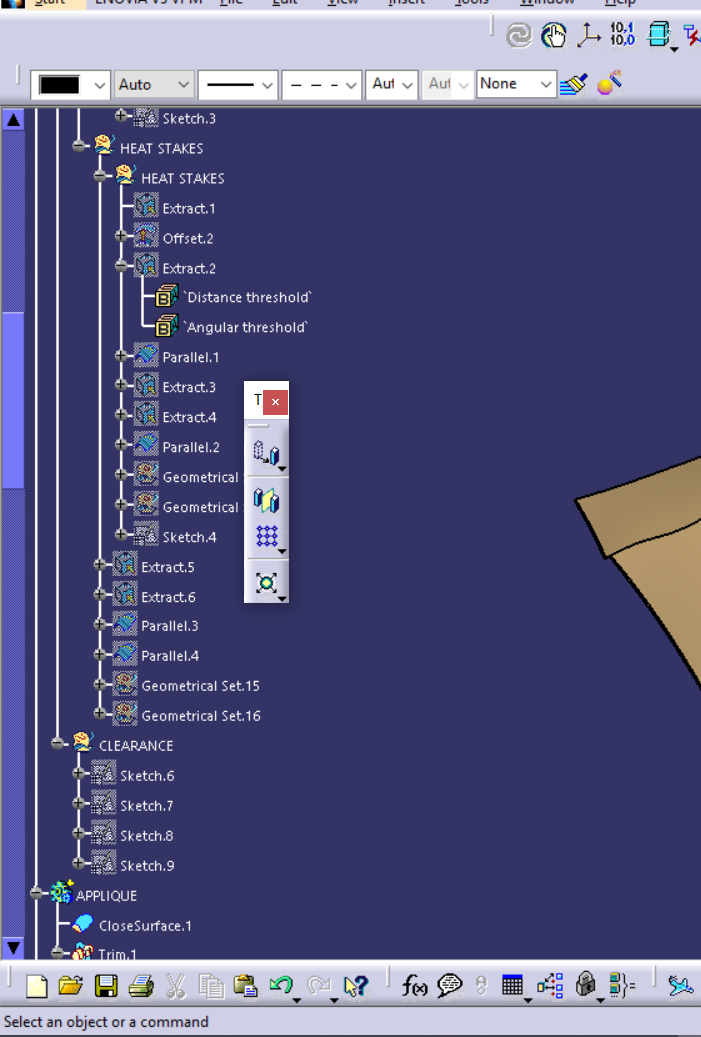 Start ENOVIA V5 VPM File Edit View Insert Tools Window Help
10,1
10,0
Auto Aut Aut None
Sketch.3
HEAT STAKES
HEAT STAKES
Extract.1
Offset.2
Extract.2
`Distance threshold`
`Angular threshold`
Parallel.1
Extract.3
T
Extract.4
Parallel.2
Geometrical
Geometrical
Sketch.4
Extract.5
Extract.6
Parallel.3
Parallel.4
Geometrical Set.15
Geometrical Set.16
CLEARANCE
Sketch.6
Sketch.7
Sketch.8
Sketch.9
APPLIQUE
CloseSurface.1
Trim.1
f(x)
Select an object or a command